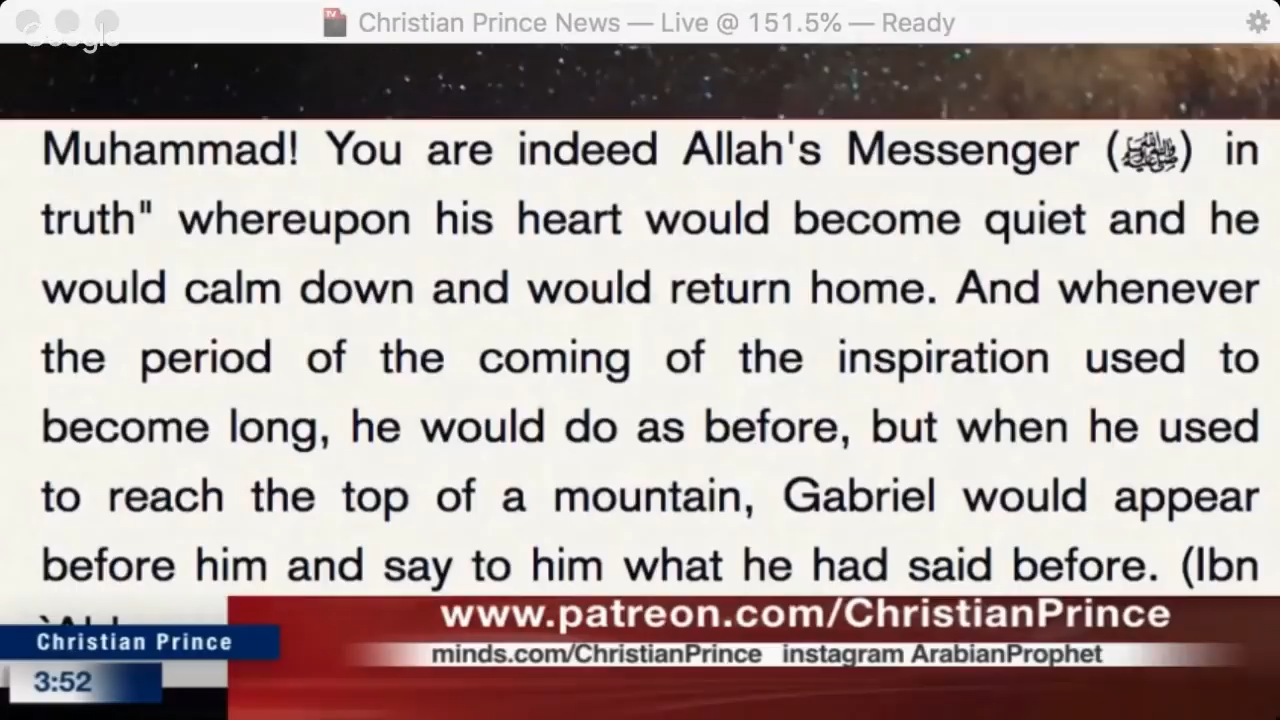 Christian Prince News — Live @ 151.5% — Ready
Google
Muhammad! You are indeed Allah's Messenger (ﷺ) in
truth" whereupon his heart would become quiet and he
would calm down and would return home. And whenever
the period of the coming of the inspiration used to
become long, he would do as before, but when he used
to reach the top of a mountain, Gabriel would appear
before him and say to him what he had said before. (Ibn
www.patreon.com/ChristianPrince
Christian Prince
minds.com/ChristianPrince instagram ArabianProphet
3:52